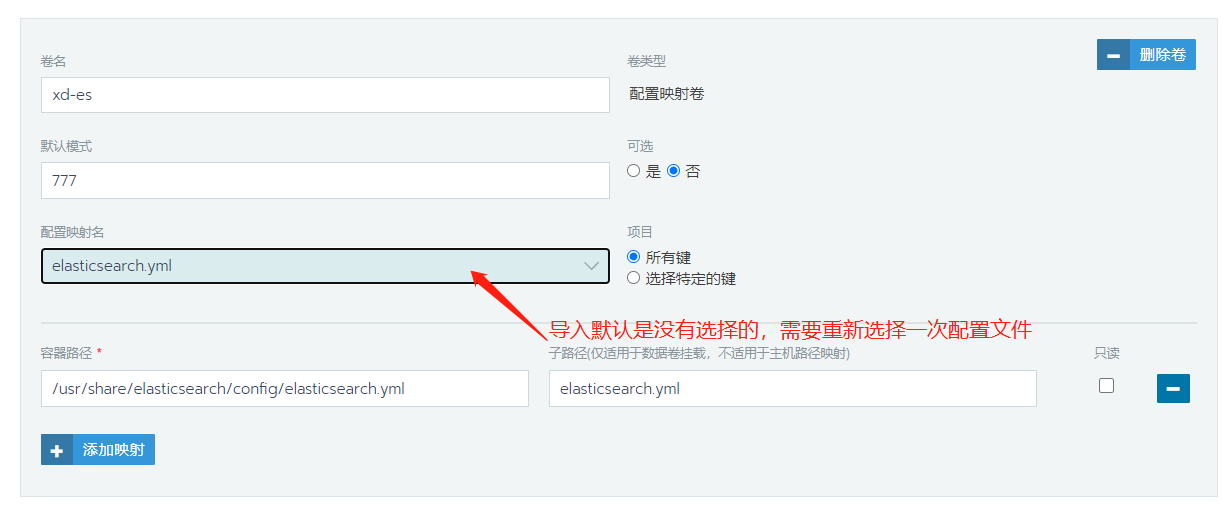 卷名
卷类型
删除卷
xd-es
配置映射卷
默认模式
可选
777
是 否
配置映射名
项目
elasticsearch.yml
所有键
选择特定的键
导入默认是没有选择的，需要重新选择一次配置文件
容器路径 *
子路径(仅适用于数据卷挂载，不适用于主机路径映射)
只读
/usr/share/elasticsearch/config/elasticsearch.yml
elasticsearch.yml
添加映射